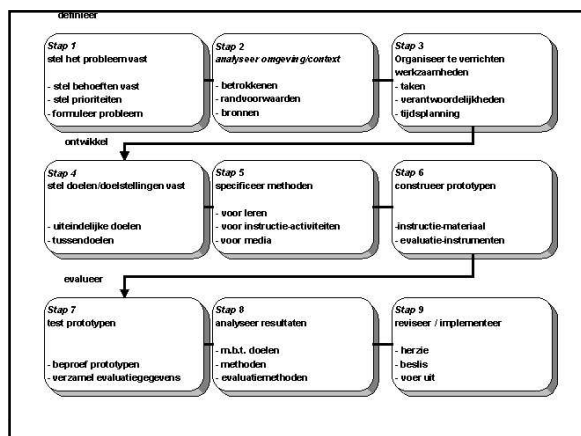 definieer
Stap 1
stel het probleem vast
- stel behoeften vast
- stel prioriteiten
- formuleer probleem
Stap 2
analyseer omgeving/context
- betrokkenen
- randvoorwaarden
- bronnen
Stap 3
Organiseer te verrichten
werkzaamheden
- taken
- verantwoordelijkheden
- tijdsplanning
ontwikkel
Stap 4
stel doelen/doelstellingen vast
- uiteindelijke doelen
- tussendoelen
Stap 5
specificeer methoden
- voor leren
- voor instructie-activiteiten
- voor media
Stap 6
construeer prototypen
-instructie-materiaal
- evaluatie-instrumenten
evalueer
Stap 7
test prototypen
- beproef prototypen
- verzamel evaluatiegegevens
Stap 8
analyseer resultaten
- m.b.t. doelen
- methoden
- evaluatiemethoden
Stap 9
reviseer / implementeer
- herzie
- beslis
- voer uit